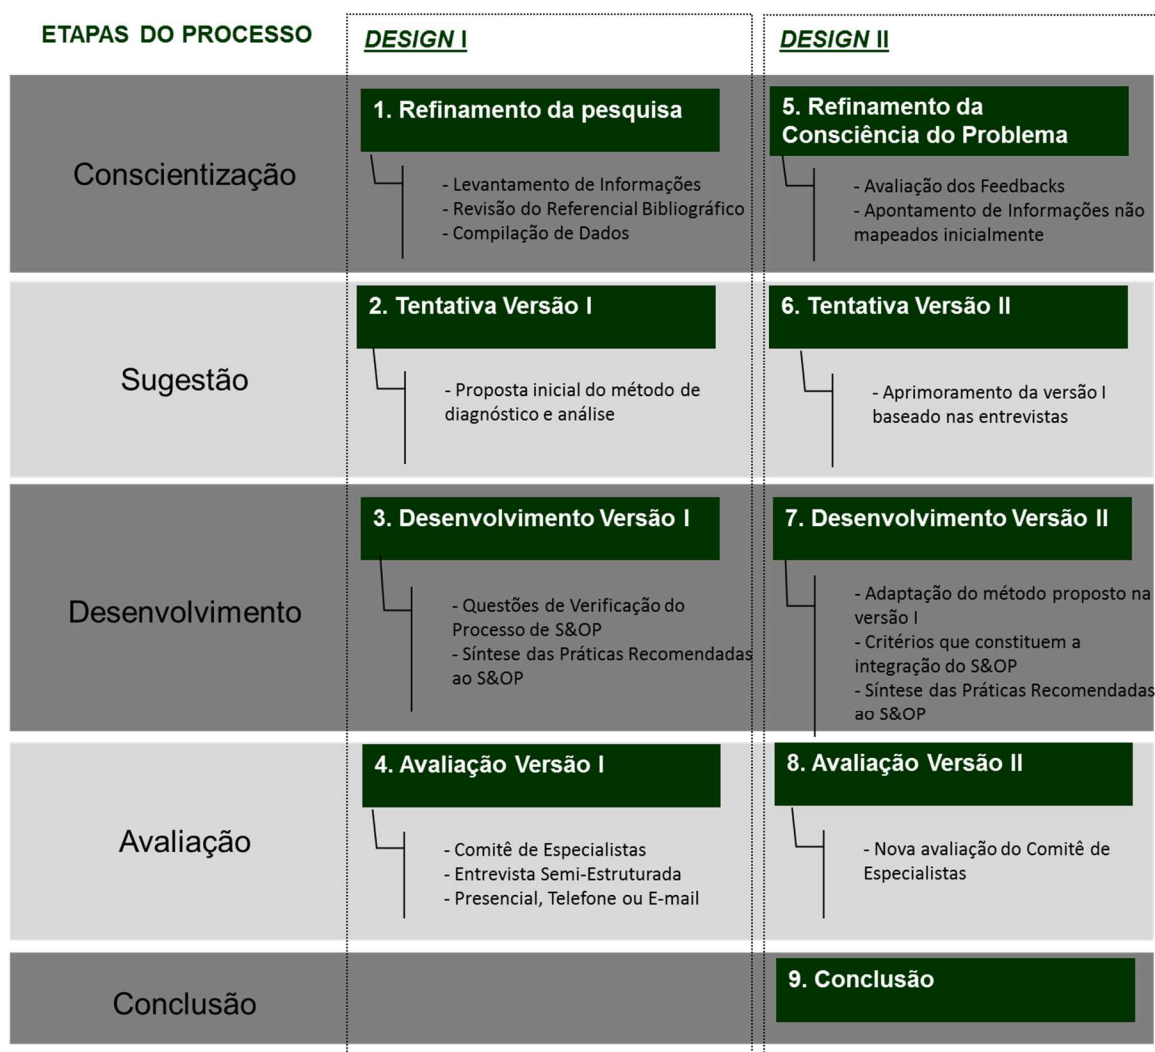 ETAPAS DO PROCESSO
DESIGN I
DESIGN II
Conscientização
1. Refinamento da pesquisa
- Levantamento de Informações
- Revisão do Referencial Bibliográfico
- Compilação de Dados
5. Refinamento da
Consciência do Problema
- Avaliação dos Feedbacks
- Apontamento de Informações não
mapeados inicialmente
Sugestão
2. Tentativa Versão I
- Proposta inicial do método de
diagnóstico e análise
6. Tentativa Versão II
- Aprimoramento da versão I
baseado nas entrevistas
Desenvolvimento
3. Desenvolvimento Versão I
- Questões de Verificação do
Processo de S&OP
- Síntese das Práticas Recomendadas
ao S&OP
7. Desenvolvimento Versão II
- Adaptação do método proposto na
versão I
- Critérios que constituem a
integração do S&OP
- Síntese das Práticas Recomendadas
ao S&OP
Avaliação
4. Avaliação Versão I
- Comitê de Especialistas
- Entrevista Semi-Estruturada
- Presencial, Telefone ou E-mail
8. Avaliação Versão II
- Nova avaliação do Comitê de
Especialistas
Conclusão
9. Conclusão